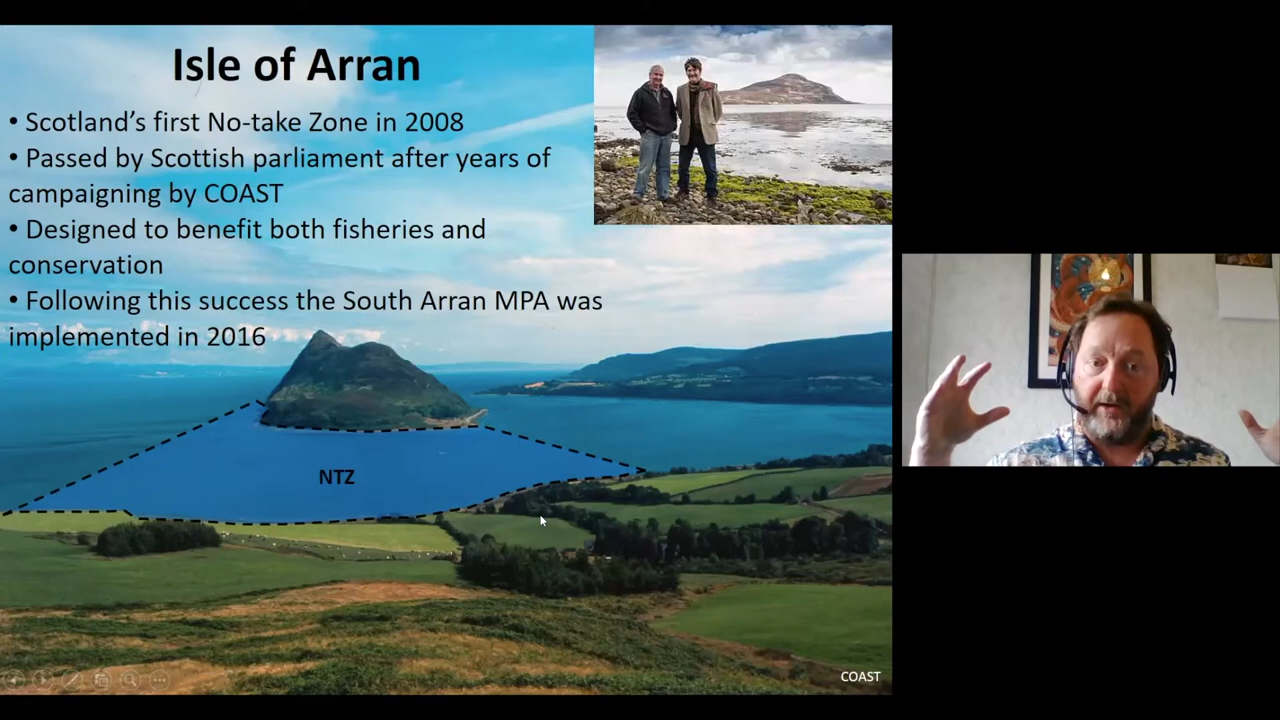 Isle of Arran
• Scotland’s first No-take Zone in 2008
• Passed by Scottish parliament after years of
campaigning by COAST
• Designed to benefit both fisheries and
conservation
• Following this success the South Arran MPA was
implemented in 2016
NTZ
COAST